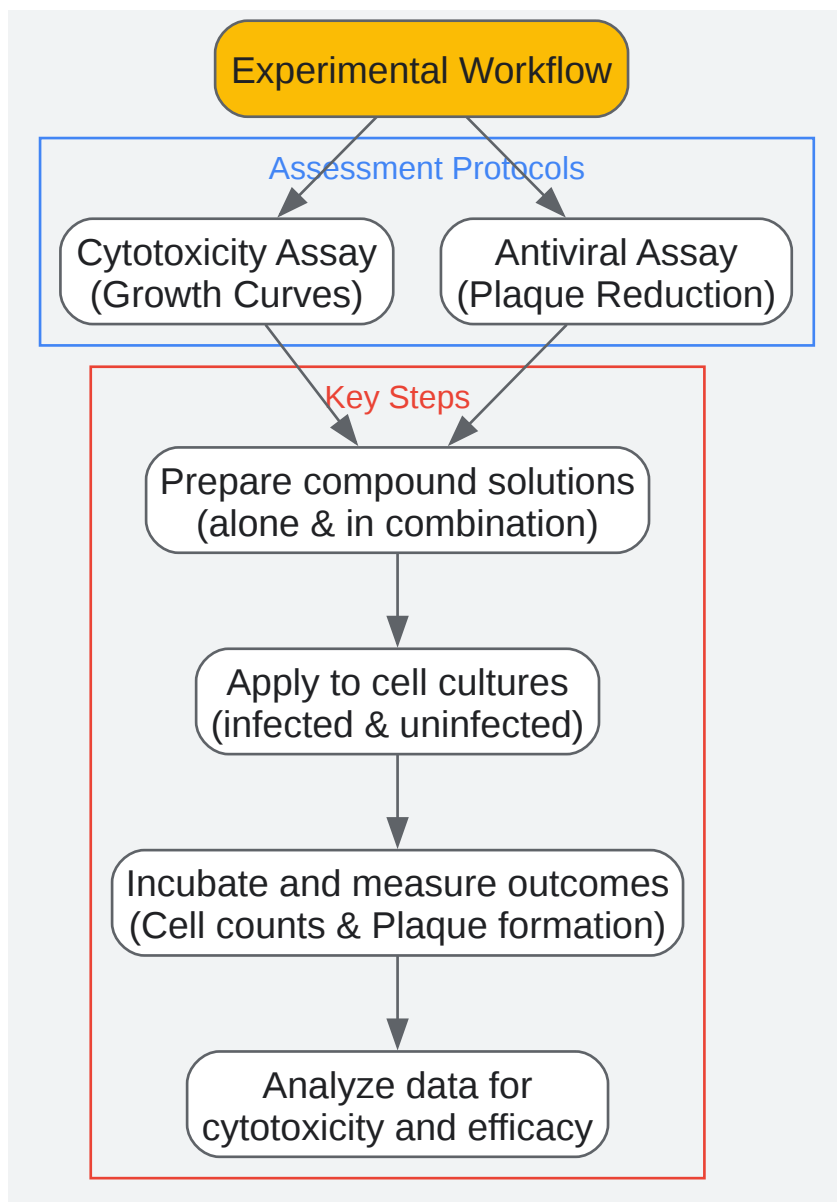 Experimental Workflow
Assessment Protocols
Cytotoxicity Assay
(Growth Curves)
Antiviral Assay
(Plaque Reduction)
Key Steps
Prepare compound solutions
(alone & in combination)
Apply to cell cultures
(infected & uninfected)
Incubate and measure outcomes
(Cell counts & Plaque formation)
Analyze data for
cytotoxicity and efficacy